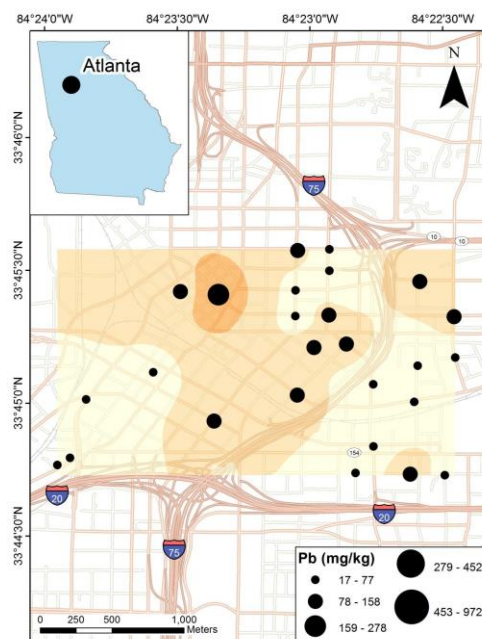 84°24'0"W 84°23'30"W 84°23'0"W 84°22'30"W
Atlanta
N
33°46'0"N
75
10 10
33°45'30"N
33°45'0"N
154
20
20
33°44'30"N
75
Pb (mg/kg)
17 - 77
78 - 158
159 - 278
279 - 452
453 - 972
0 250 500 1,000
Meters